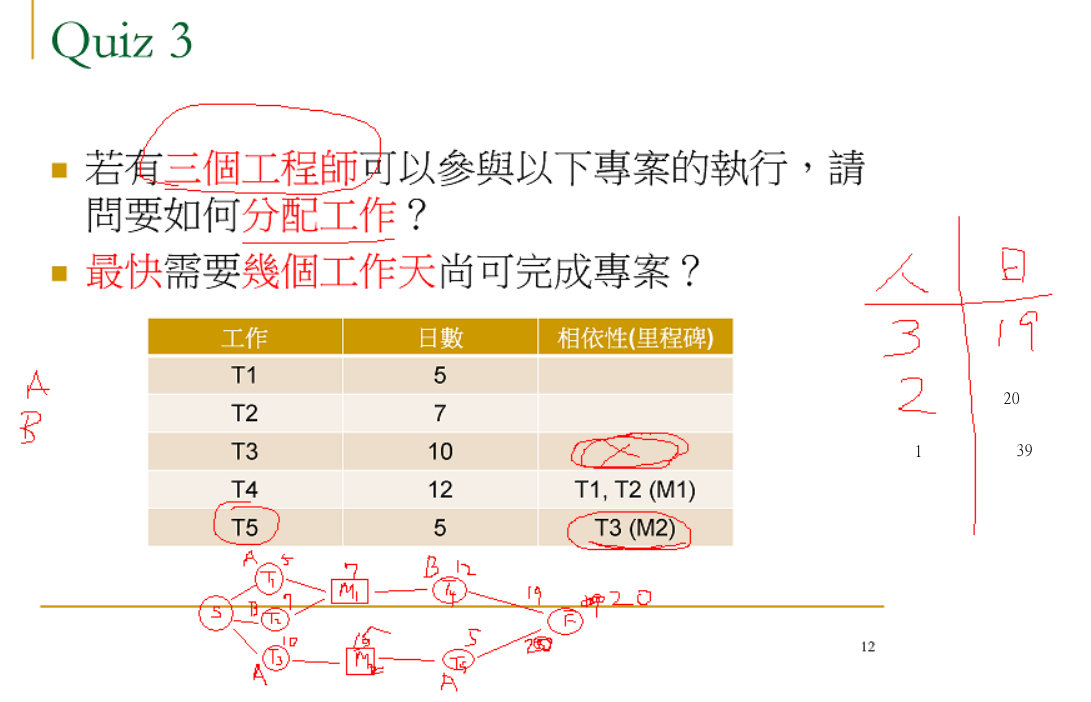 Quiz 3
若有三個工程師可以參與以下專案的執行，請
問要如何分配工作？
最快需要幾個工作天尚可完成專案？
人 日
3 19
2 20
1 39
A
B
工作 日數 相依性(里程碑)
T1 5
T2 7
T3 10 X
T4 12 T1, T2 (M1)
T5 5 T3 (M2)
A 5 7 B 12
T1 M1 T4
S B T2 7 19 F 20
10 15 5
T3 M2 T5
A A
12